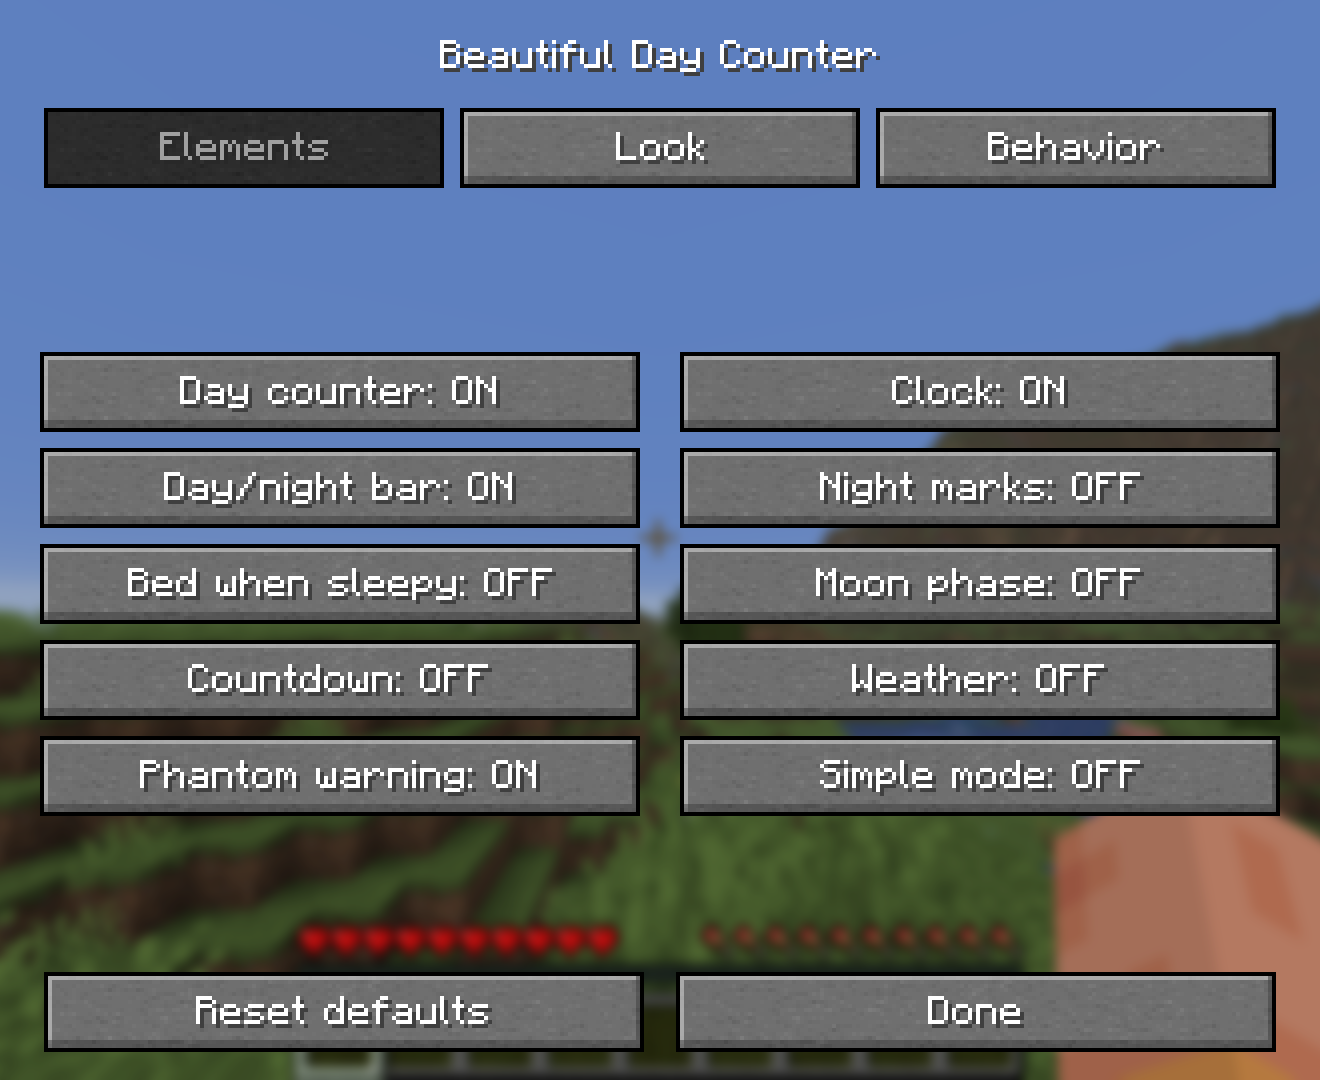 Beautiful Day Counter
Elements
Look
Behavior
Day counter: ON
Clock: ON
Day/night bar: ON
Night marks: OFF
Bed when sleepy: OFF
Moon phase: OFF
Countdown: OFF
Weather: OFF
Phantom warning: ON
Simple mode: OFF
Reset defaults
Done